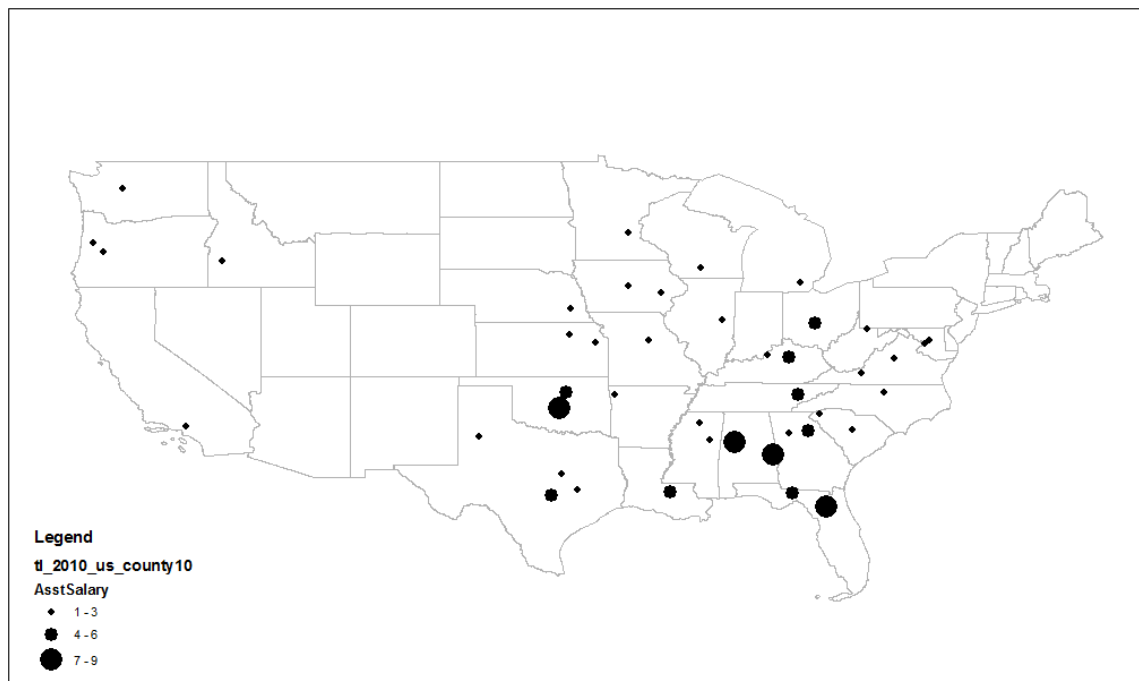 Legend
tl_2010_us_county10
AsstSalary
1 - 3
4 - 6
7 - 9